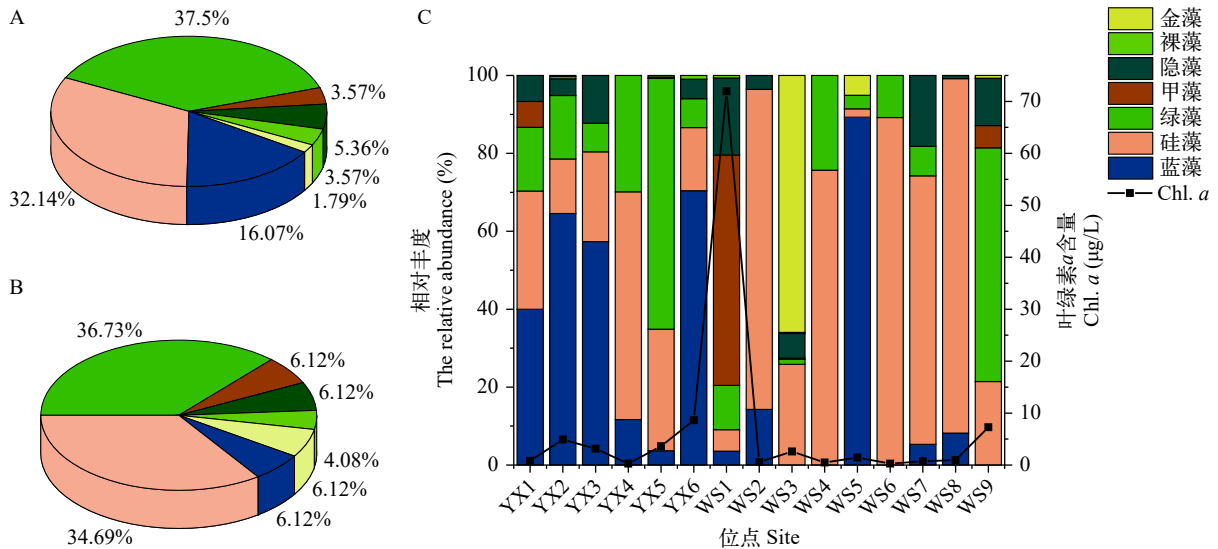 A
37.5%
3.57%
5.36%
3.57%
1.79%
16.07%
32.14%
B
36.73%
6.12%
6.12%
4.08%
6.12%
6.12%
34.69%
C
相对丰度
The relative abundance (%)
100
80
60
40
20
0
70
60
50
40
30
20
10
0
叶绿素a含量
Chl. a (μg/L)
YX1
YX2
YX3
YX4
YX5
YX6
WS1
WS2
WS3
WS4
WS5
WS6
WS7
WS8
WS9
位点 Site
金藻
裸藻
隐藻
甲藻
绿藻
硅藻
蓝藻
Chl. a